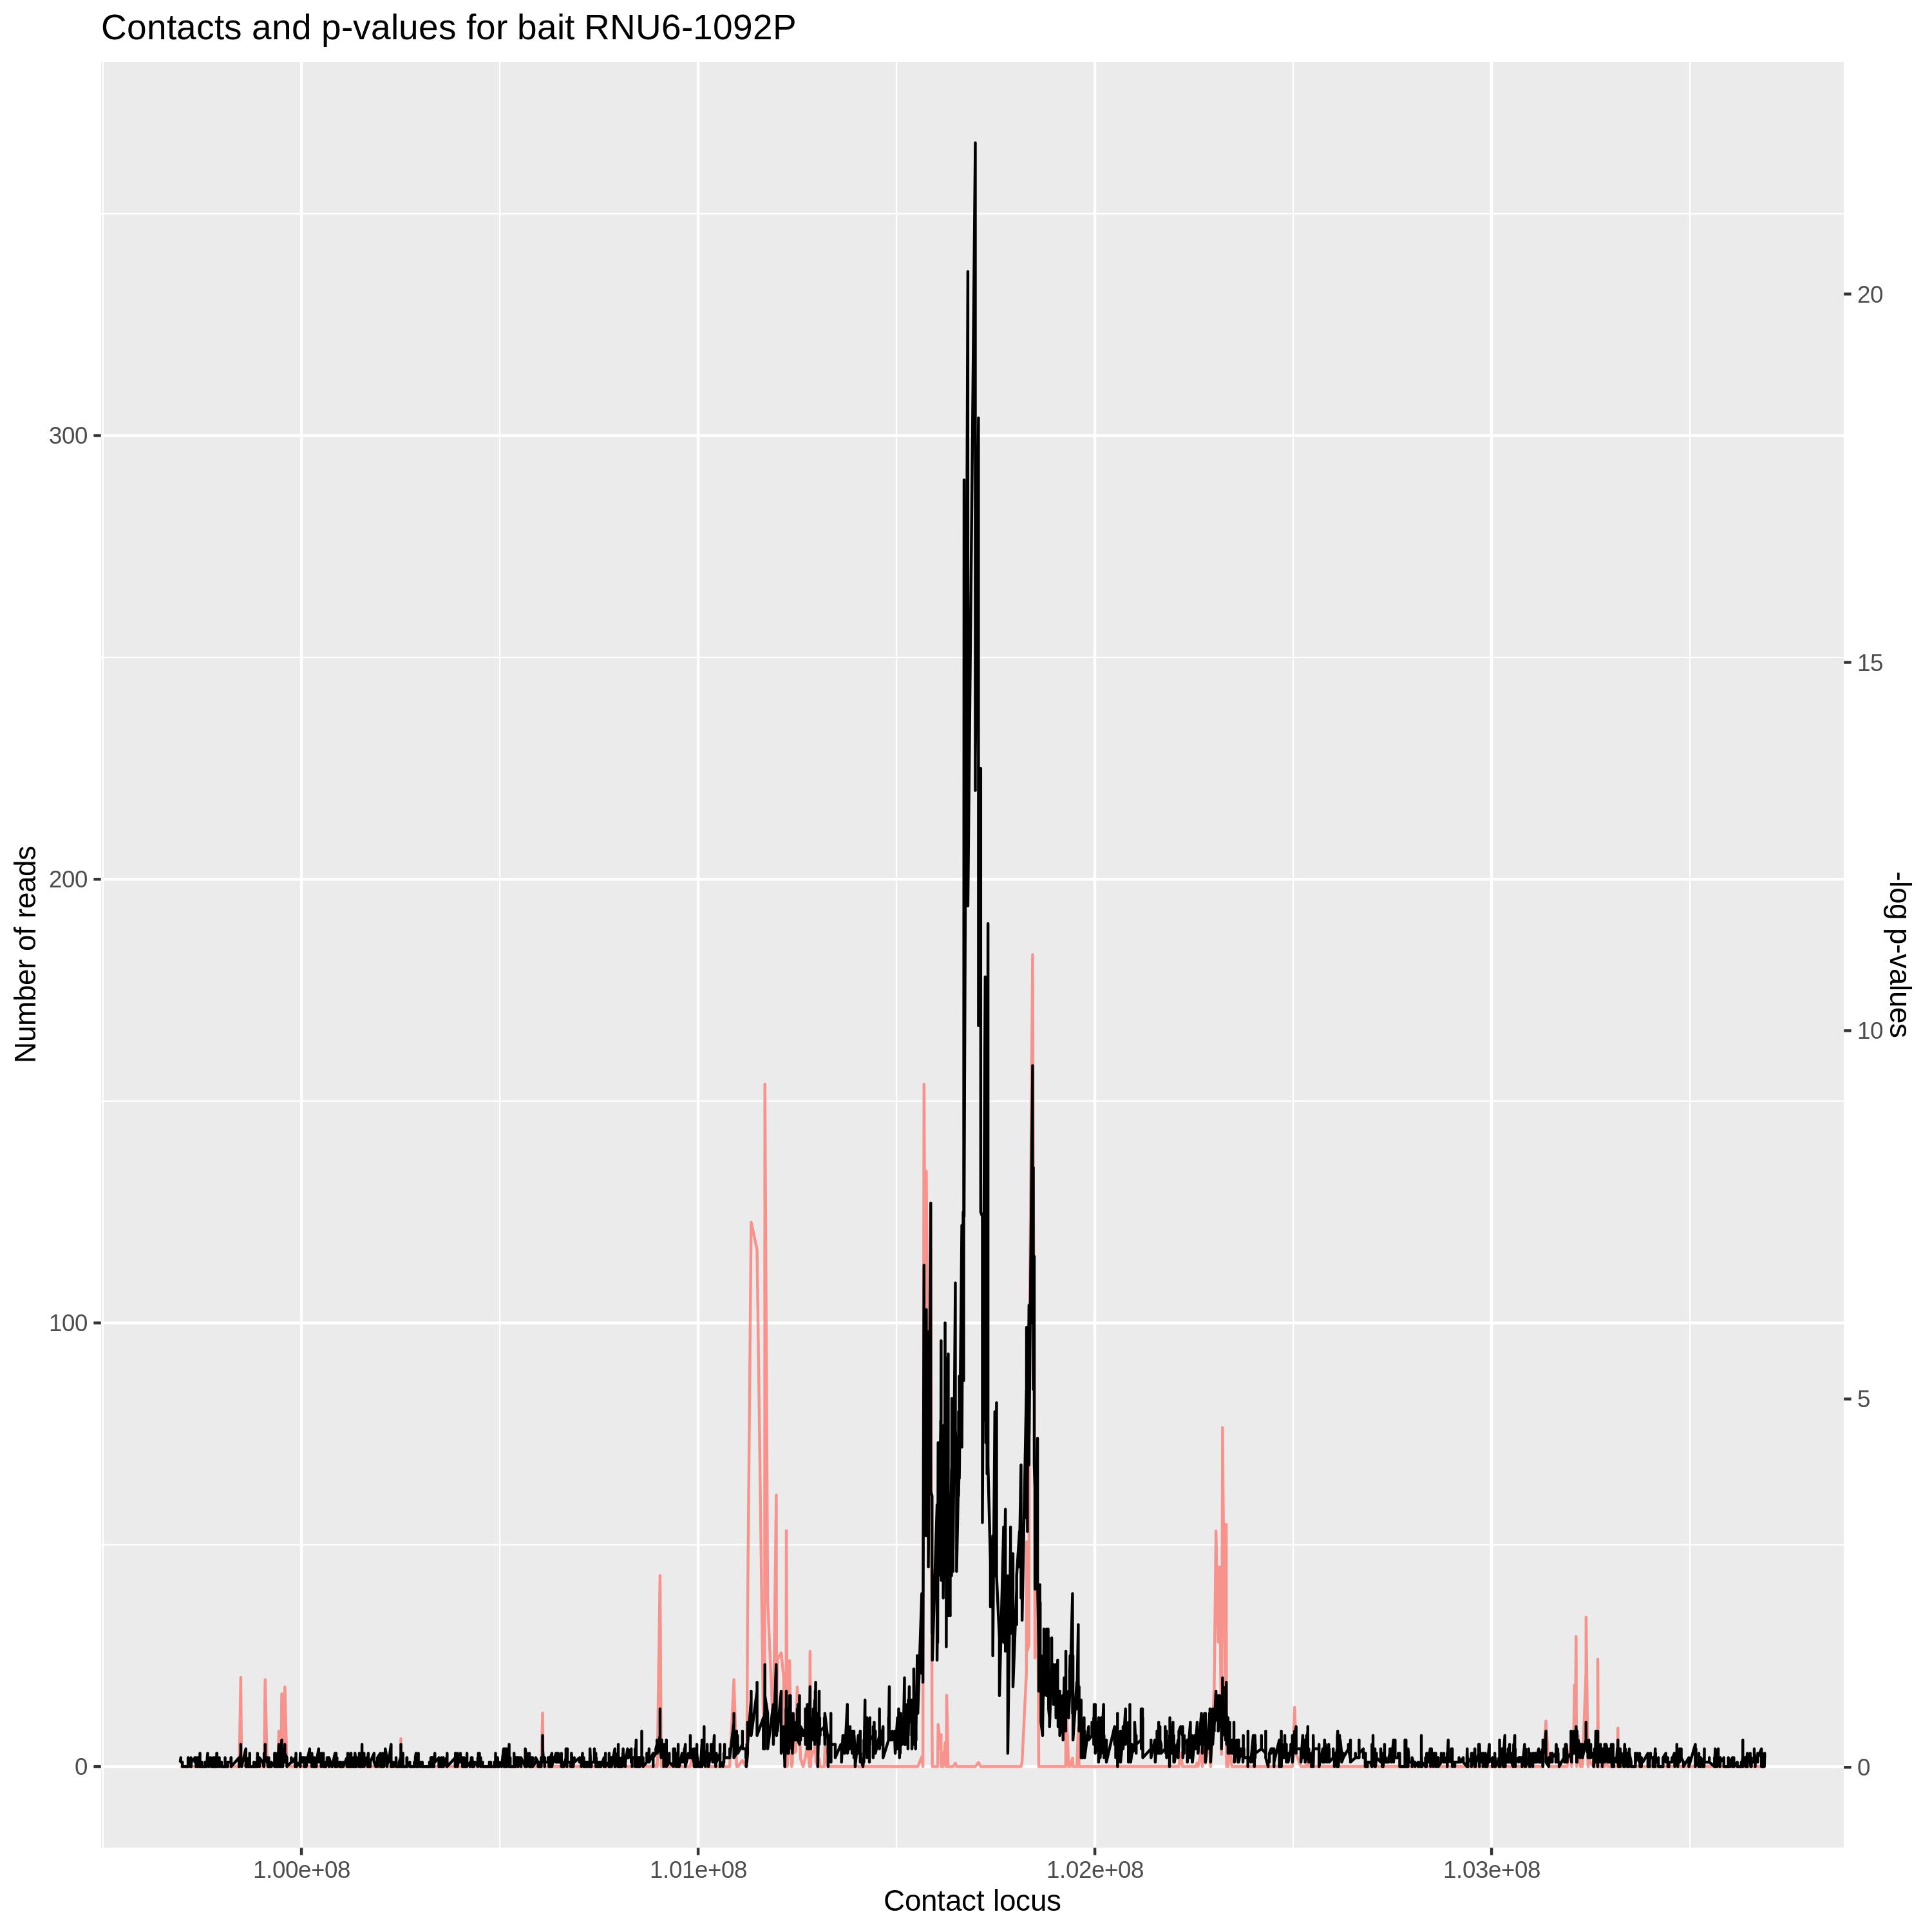 Contacts and p-values for bait RNU6-1092P
Number of reads
300
200
100
0
20
15
10
5
0
-log p-values
1.00e+08
1.01e+08
1.02e+08
1.03e+08
Contact locus